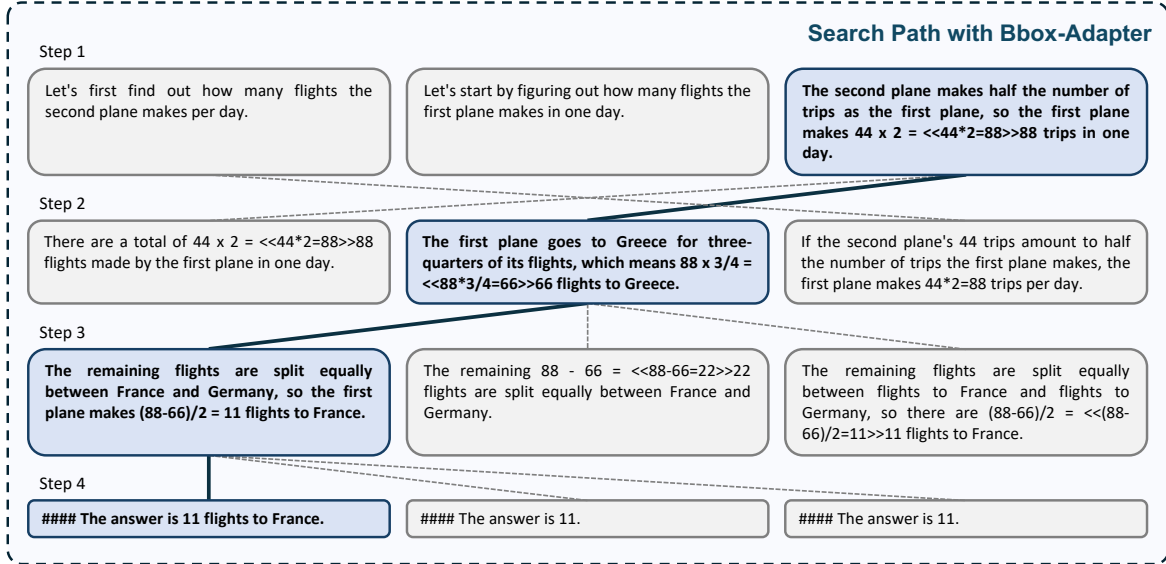 Search Path with Bbox-Adapter
Step 1
Let's first find out how many flights the
second plane makes per day.
Let's start by figuring out how many flights the
first plane makes in one day.
The second plane makes half the number of
trips as the first plane, so the first plane
makes 44 x 2 = <<44*2=88>>88 trips in one
day.
Step 2
There are a total of 44 x 2 = <<44*2=88>>88
flights made by the first plane in one day.
The first plane goes to Greece for three-
quarters of its flights, which means 88 x 3/4 =
<<88*3/4=66>>66 flights to Greece.
If the second plane's 44 trips amount to half
the number of trips the first plane makes, the
first plane makes 44*2=88 trips per day.
Step 3
The remaining flights are split equally
between France and Germany, so the first
plane makes (88-66)/2 = 11 flights to France.
The remaining 88 - 66 = <<88-66=22>>22
flights are split equally between France and
Germany.
The remaining flights are split equally
between flights to France and flights to
Germany, so there are (88-66)/2 = <<(88-
66)/2=11>>11 flights to France.
Step 4
#### The answer is 11 flights to France.
#### The answer is 11.
#### The answer is 11.